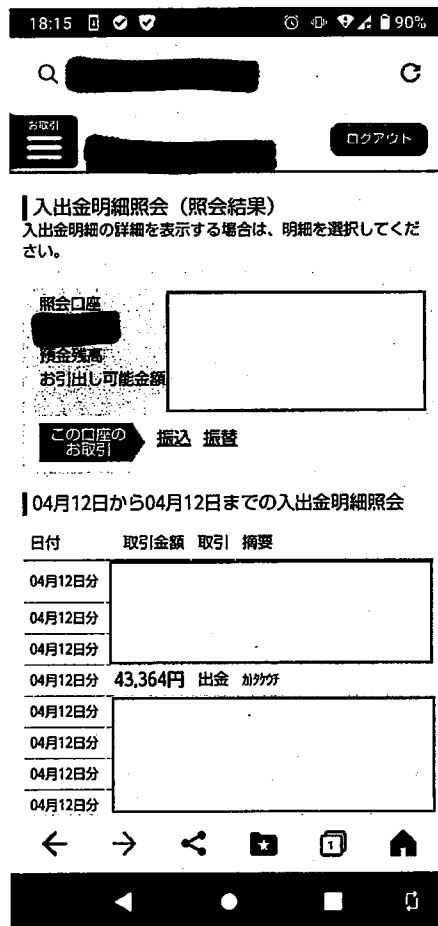 18:15
90%
お取引
ログアウト
入出金明細照会（照会結果）
入出金明細の詳細を表示する場合は、明細を選択してくだ
さい。
照会口座
預金残高
お引出し可能金額
この口座の
お取引
振込 振替
04月12日から04月12日までの入出金明細照会
日付 取引金額 取引 摘要
04月12日分
04月12日分
04月12日分
04月12日分 43,364円 出金 ｶ)ﾀｹｳﾁ
04月12日分
04月12日分
04月12日分
04月12日分
1